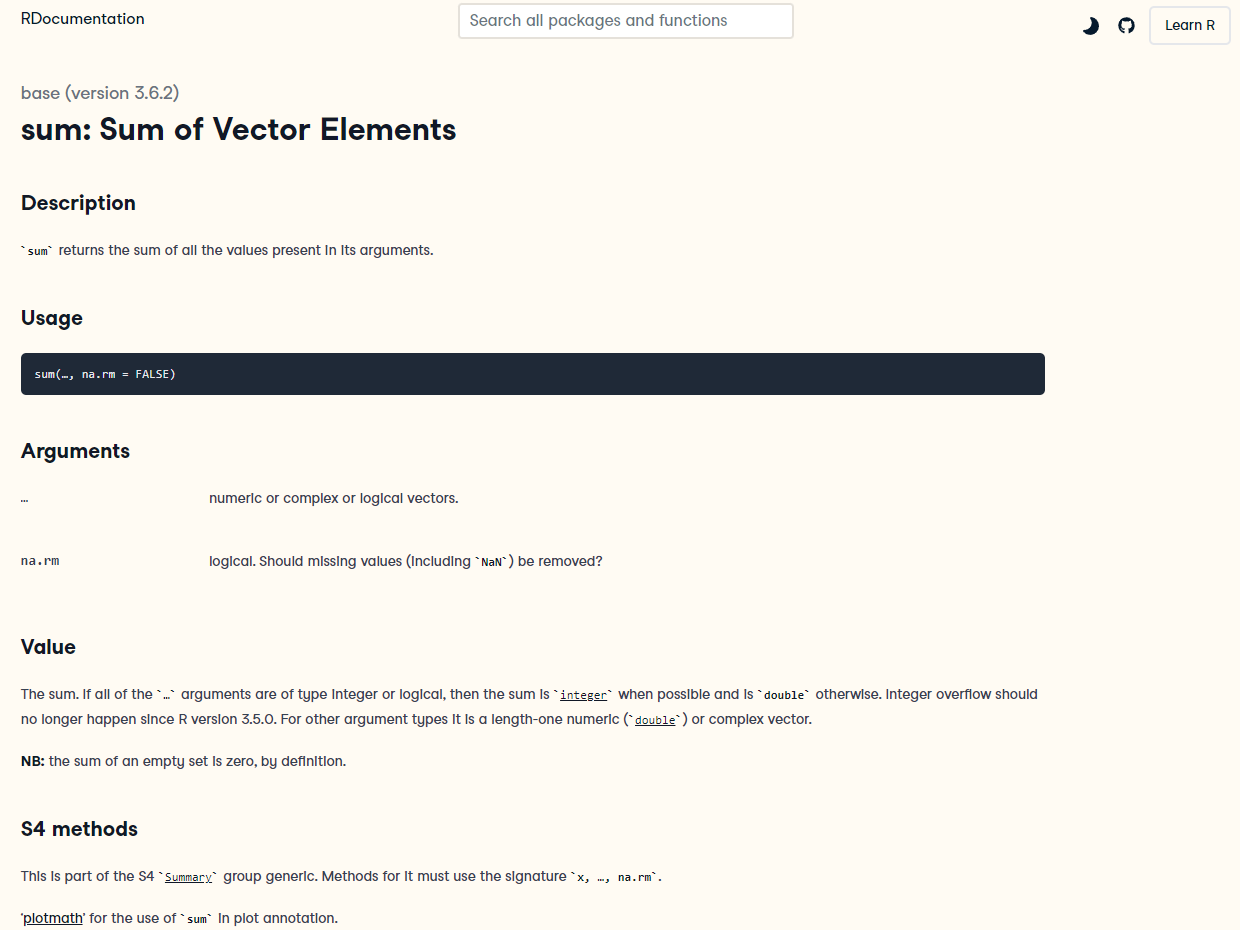 RDocumentation
Search all packages and functions
Learn R
base (version 3.6.2)
sum: Sum of Vector Elements
Description
`sum` returns the sum of all the values present in its arguments.
Usage
sum(…, na.rm = FALSE)
Arguments
…
numeric or complex or logical vectors.
na.rm
logical. Should missing values (including `NaN`) be removed?
Value
The sum. If all of the `…` arguments are of type integer or logical, then the sum is `integer` when possible and is `double` otherwise. Integer overflow should
no longer happen since R version 3.5.0. For other argument types it is a length-one numeric (`double`) or complex vector.
NB: the sum of an empty set is zero, by definition.
S4 methods
This is part of the S4 `Summary` group generic. Methods for it must use the signature `x, …, na.rm`.
'plotmath' for the use of `sum` in plot annotation.